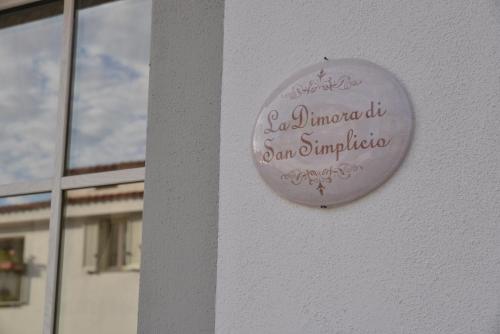 La Dimora di
San Simplicio